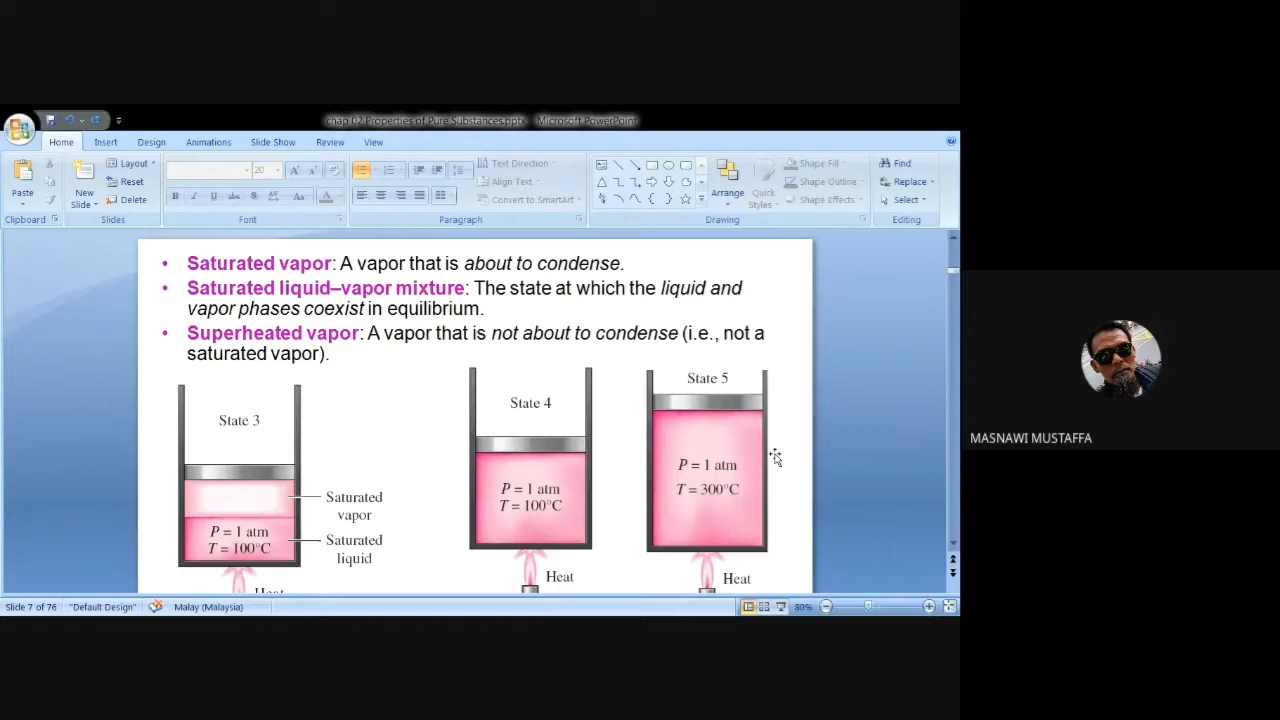 chap 02 Properties of Pure Substances.pptx - Microsoft PowerPoint
Home Insert Design Animations Slide Show Review View
Paste
Clipboard
New
Slide
Layout
Reset
Delete
Slides
20
B I U S abc AV Aa A
Font
Text Direction
Align Text
Convert to SmartArt
Paragraph
Arrange
Quick
Styles
Shape Fill
Shape Outline
Shape Effects
Drawing
Find
Replace
Select
Editing
• Saturated vapor: A vapor that is about to condense.
• Saturated liquid–vapor mixture: The state at which the liquid and
vapor phases coexist in equilibrium.
• Superheated vapor: A vapor that is not about to condense (i.e., not a
saturated vapor).
State 3
P = 1 atm
T = 100°C
Saturated
vapor
Saturated
liquid
Heat
State 4
P = 1 atm
T = 100°C
Heat
State 5
P = 1 atm
T = 300°C
Heat
Slide 7 of 76 "Default Design" Malay (Malaysia) 80%
MASNAWI MUSTAFFA